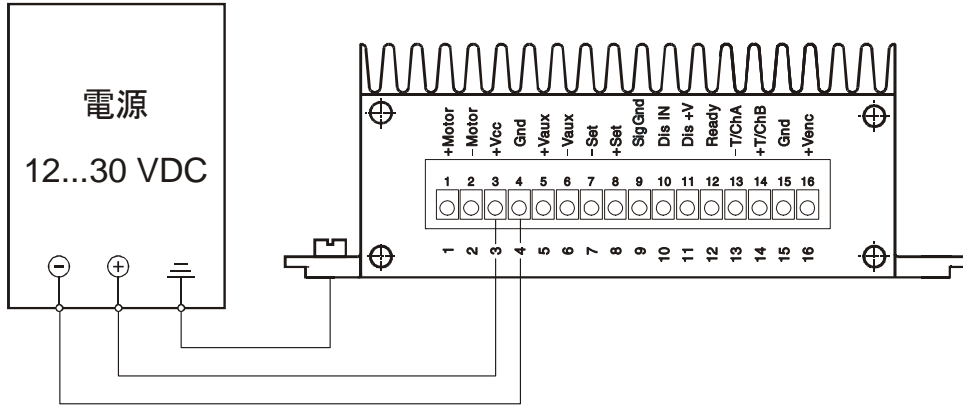 電源
12...30 VDC
− + 
+Motor
−Motor
+Vcc
Gnd
+Vaux
−Vaux
−Set
+Set
SigGnd
Dis IN
Dis +V
Ready
−T/ChA
+T/ChB
Gnd
+Venc
1 2 3 4 5 6 7 8 9 10 11 12 13 14 15 16
1 2 3 4 5 6 7 8 9 10 11 12 13 14 15 16